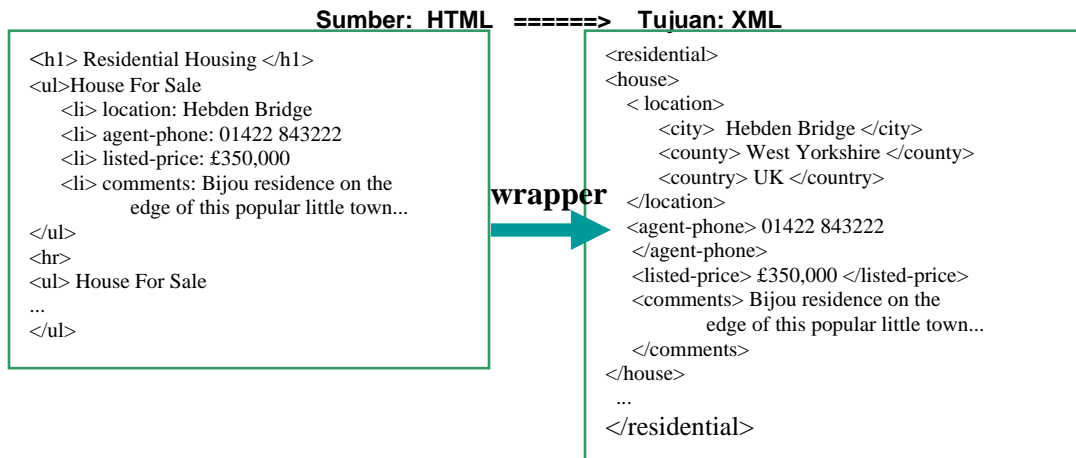 Sumber: HTML ======> Tujuan: XML
<h1> Residential Housing </h1>
<ul>House For Sale
<li> location: Hebden Bridge
<li> agent-phone: 01422 843222
<li> listed-price: £350,000
<li> comments: Bijou residence on the
edge of this popular little town...
</ul>
<hr>
<ul> House For Sale
...
</ul>
wrapper
<residential>
<house>
< location>
<city> Hebden Bridge </city>
<county> West Yorkshire </county>
<country> UK </country>
</location>
<agent-phone> 01422 843222
</agent-phone>
<listed-price> £350,000 </listed-price>
<comments> Bijou residence on the
edge of this popular little town...
</comments>
</house>
...
</residential>